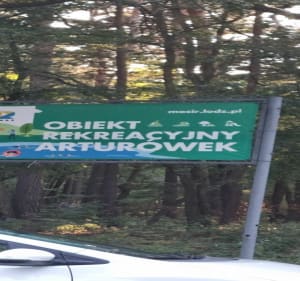 mosir.lodz.pl
OBIEKT
REKREACYJNY
ARTURÓWEK